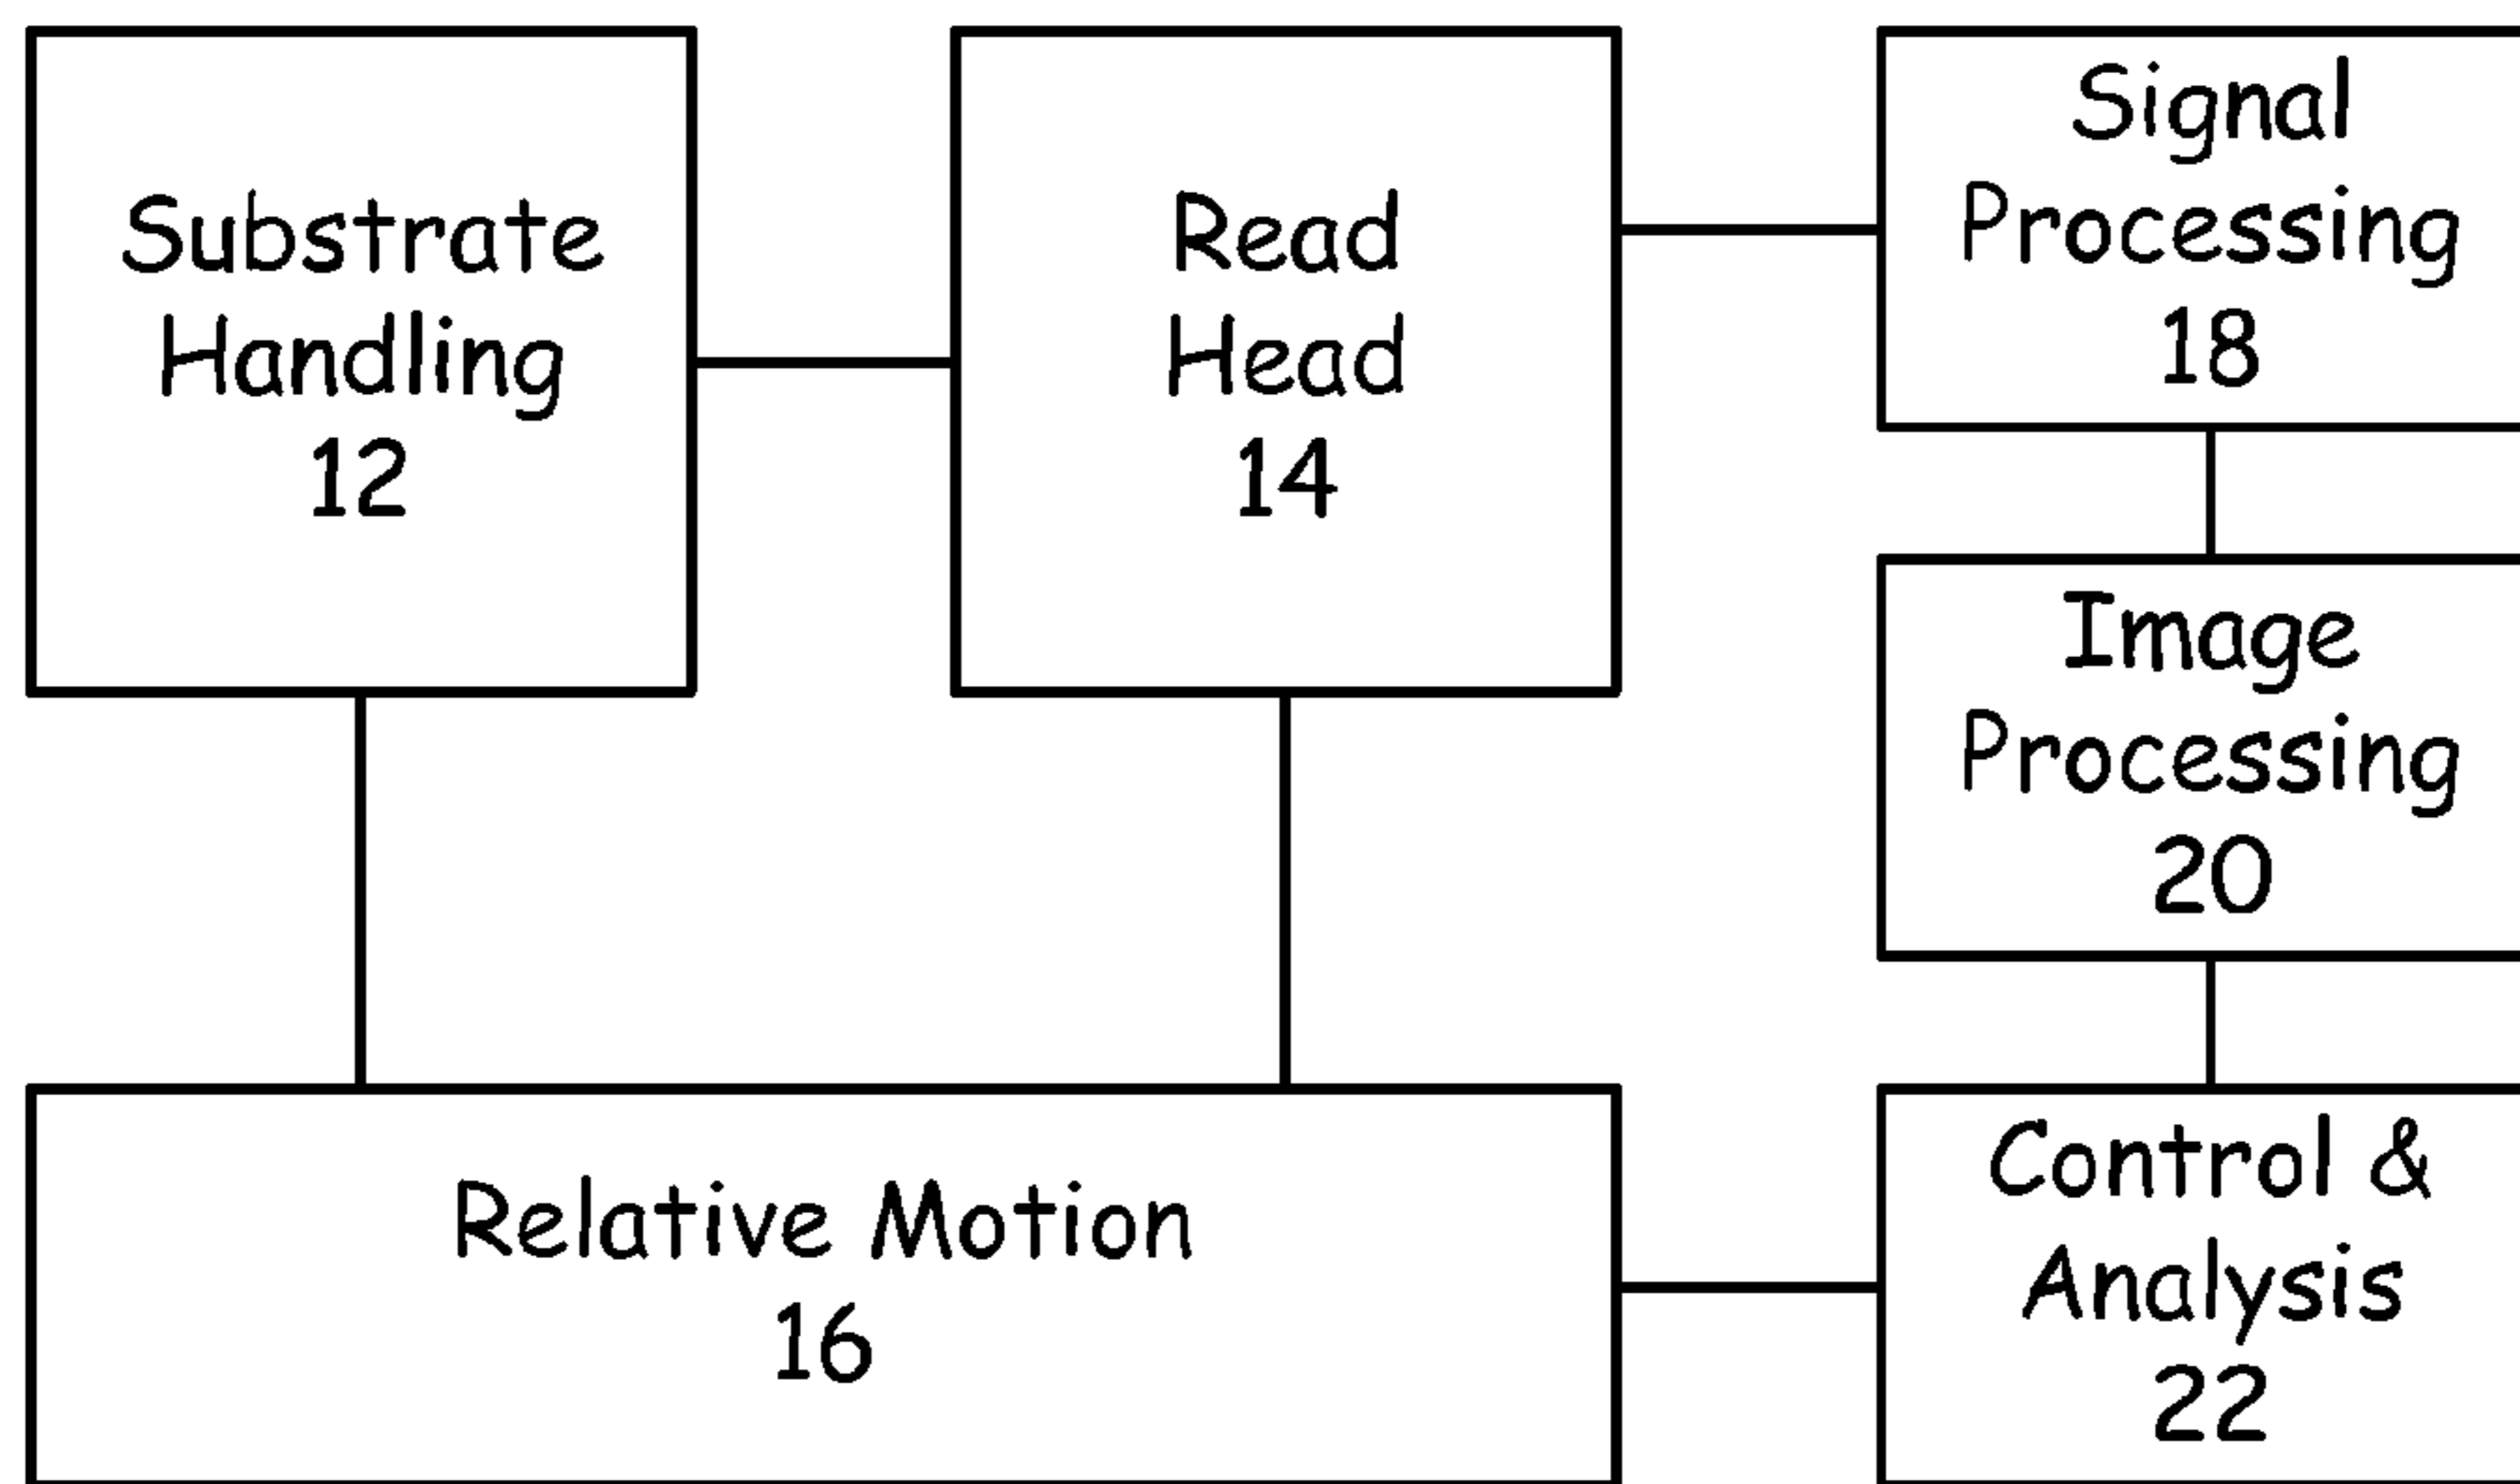 Substrate
Handling
12
Read
Head
14
Signal
Processing
18
Image
Processing
20
Relative Motion
16
Control &
Analysis
22